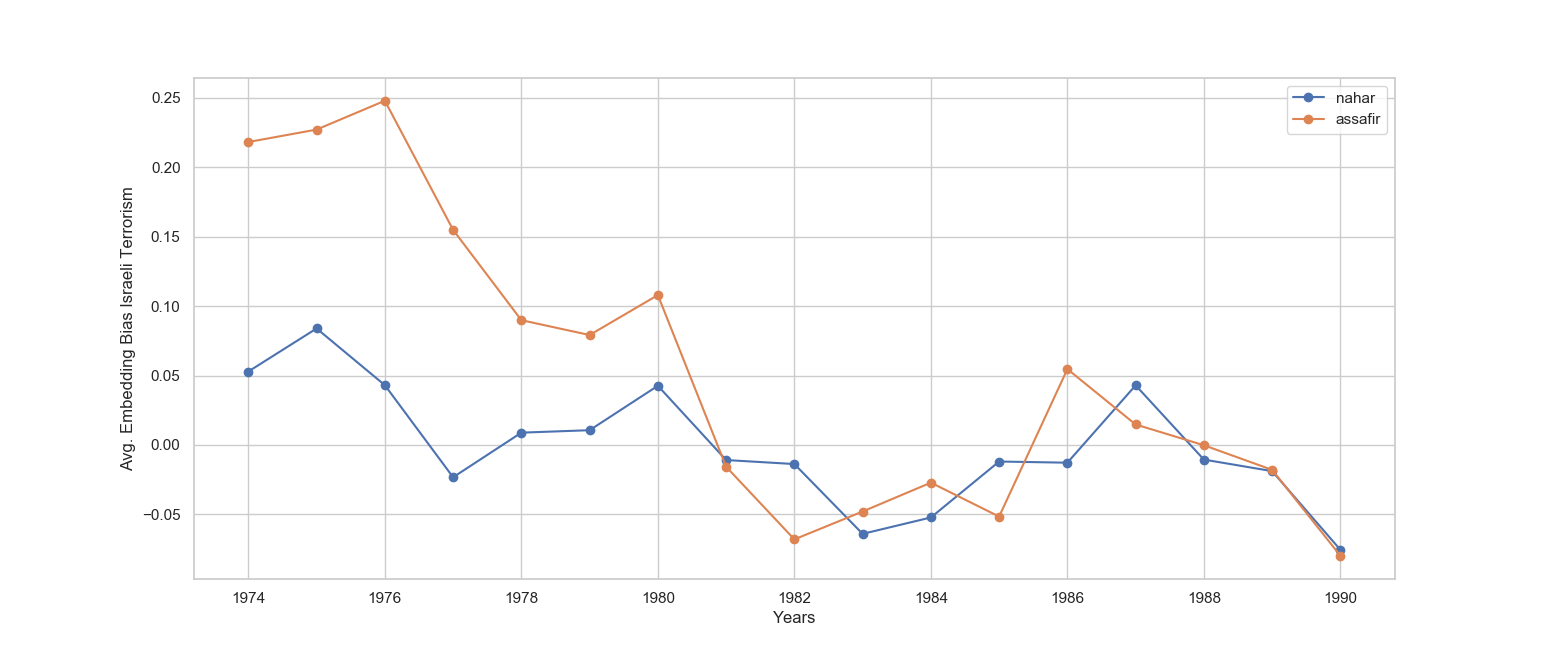 nahar
assafir
Avg. Embedding Bias Israeli Terrorism
0.25
0.20
0.15
0.10
0.05
0.00
−0.05
1974 1976 1978 1980 1982 1984 1986 1988 1990
Years